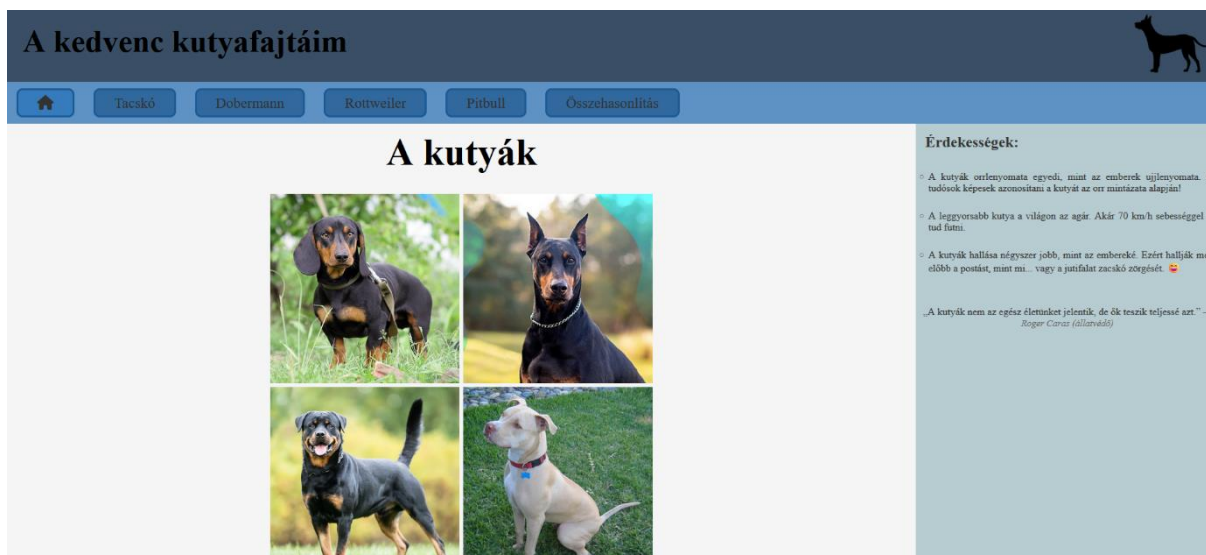 A kedvenc kutyafajtáim
Tacskó
Dobermann
Rottweiler
Pitbull
Összehasonlítás
A kutyák
Érdekességek:
A kutyák orrlenyomata egyedi, mint az emberek ujjlenyomata.
tudósok képesek azonosítani a kutyát az orr mintázata alapján!
A leggyorsabb kutya a világon az agár. Akár 70 km/h sebességgel
tud futni.
A kutyák hallása négyszer jobb, mint az embereké. Ezért hallják
előbb a postást, mint mi... vagy a jutifalat zacskó zörgését. 😄
„A kutyák nem az egész életünket jelentik, de ők teszik teljessé azt.” -
Roger Caras (állatvédő)